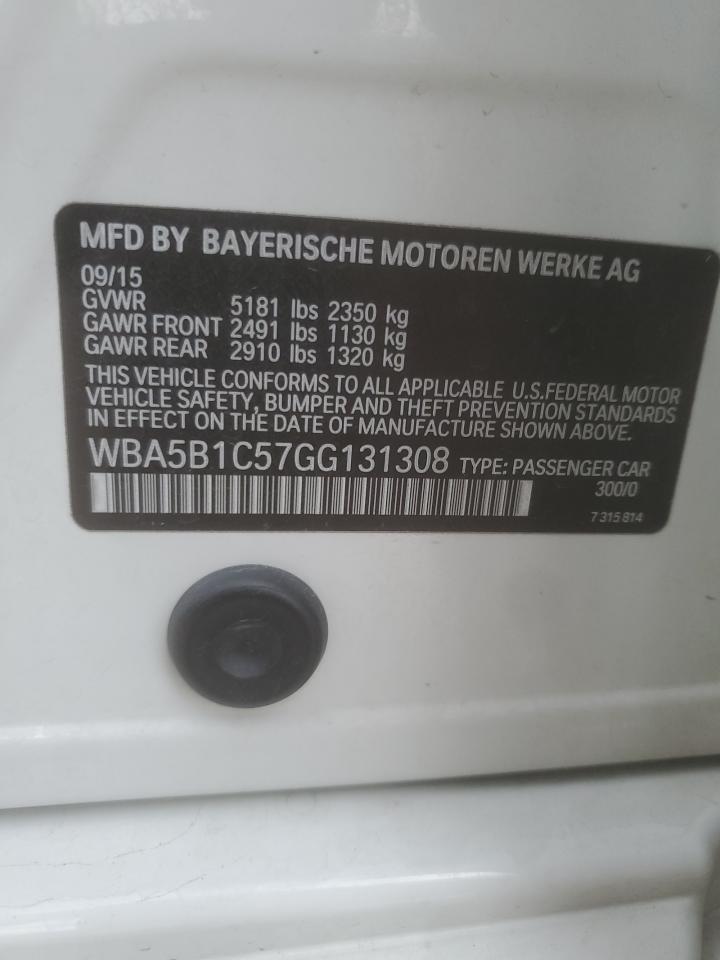 MFD BY BAYERISCHE MOTOREN WERKE AG
09/15
GVWR 5181 lbs 2350 kg
GAWR FRONT 2491 lbs 1130 kg
GAWR REAR 2910 lbs 1320 kg
THIS VEHICLE CONFORMS TO ALL APPLICABLE U.S.FEDERAL MOTOR
VEHICLE SAFETY, BUMPER AND THEFT PREVENTION STANDARDS
IN EFFECT ON THE DATE OF MANUFACTURE SHOWN ABOVE.
WBA5B1C57GG131308 TYPE: PASSENGER CAR
300/0
7 315 814